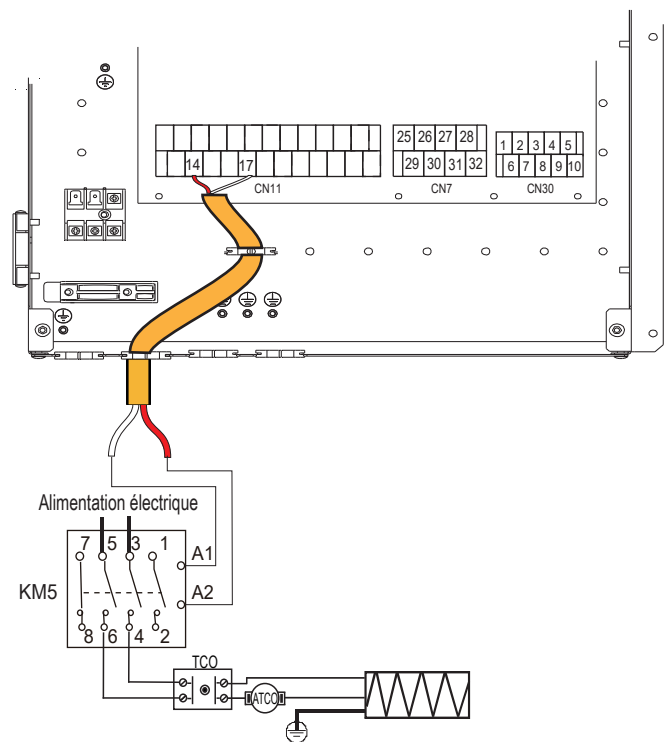 25 26 27 28
1 2 3 4 5
14 17
29 30 31 32
6 7 8 9 10
CN11
CN7
CN30
Alimentation électrique
7 5 3 1
A1
KM5
A2
8 6 4 2
TCO
ATCO